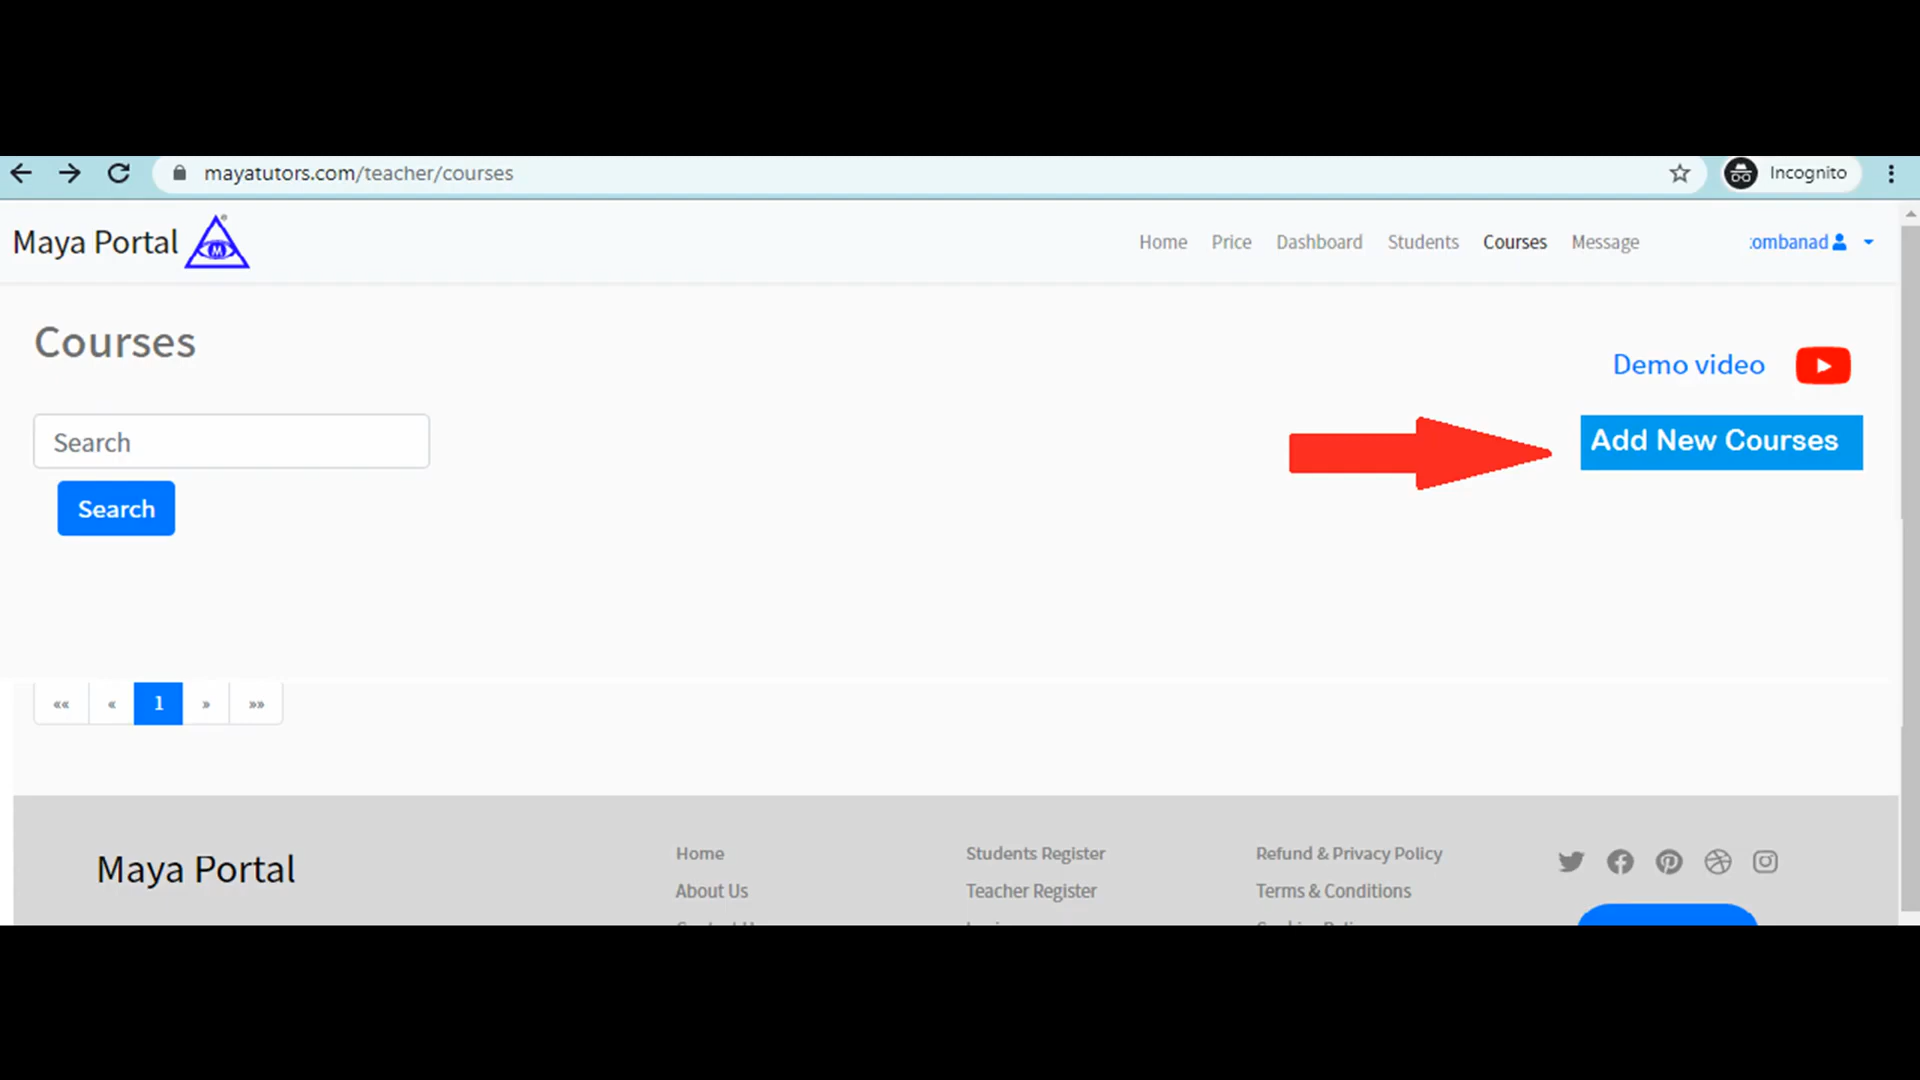 mayatutors.com/teacher/courses
Incognito
Maya Portal
M
Home Price Dashboard Students Courses Message
ombanad
Courses
Demo video
Search
Add New Courses
Search
«« « 1 » »»
Maya Portal
Home
Students Register
Refund & Privacy Policy
About Us
Teacher Register
Terms & Conditions